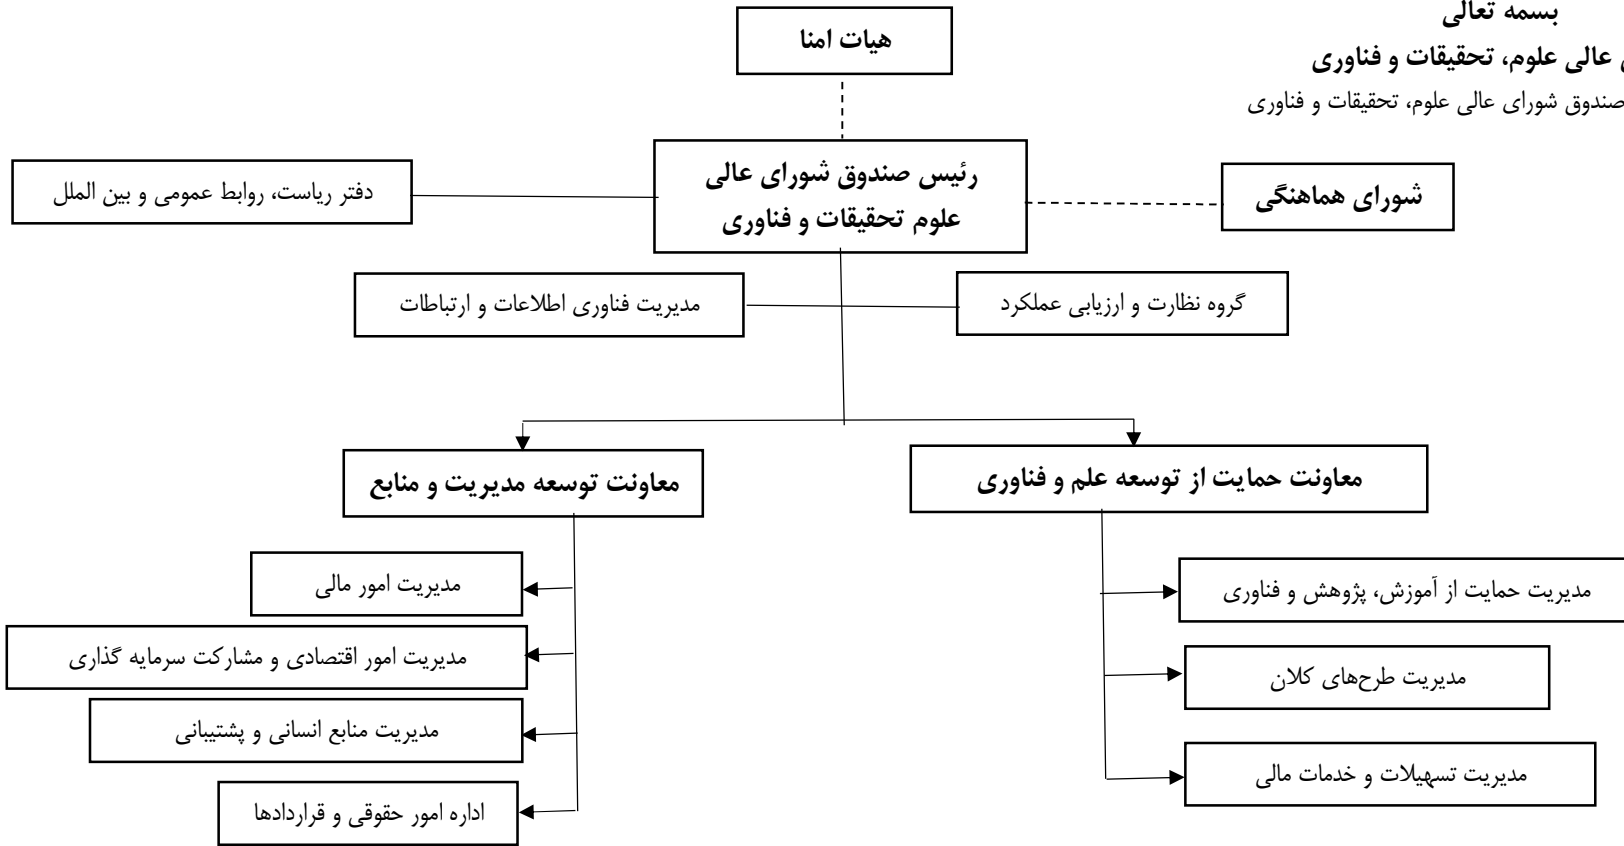 بسمه تعالی
عالی علوم، تحقیقات و فناوری
صندوق شورای عالی علوم، تحقیقات و فناوری
هیات امنا
رئیس صندوق شورای عالی
علوم تحقیقات و فناوری
شورای هماهنگی
دفتر ریاست، روابط عمومی و بین الملل
گروه نظارت و ارزیابی عملکرد
مدیریت فناوری اطلاعات و ارتباطات
معاونت حمایت از توسعه علم و فناوری
معاونت توسعه مدیریت و منابع
مدیریت حمایت از آموزش، پژوهش و فناوری
مدیریت طرح‌های کلان
مدیریت تسهیلات و خدمات مالی
مدیریت امور مالی
مدیریت امور اقتصادی و مشارکت سرمایه گذاری
مدیریت منابع انسانی و پشتیبانی
اداره امور حقوقی و قراردادها